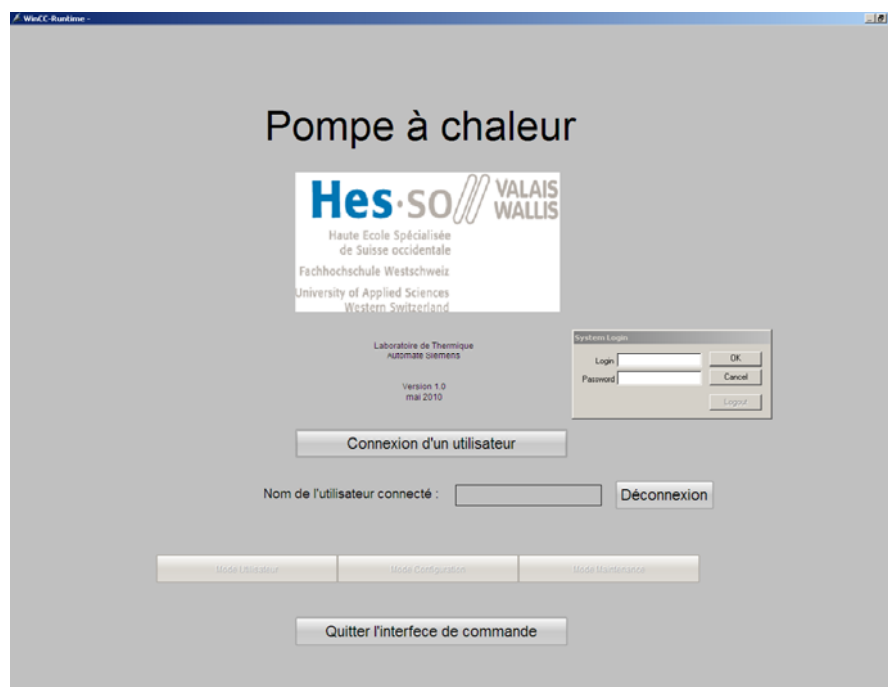 WinCC-Runtime -
Pompe à chaleur
Hes·so VALAIS
WALLIS
Haute Ecole Spécialisée
de Suisse occidentale
Fachhochschule Westschweiz
University of Applied Sciences
Western Switzerland
Laboratoire de Thermique
Automate Siemens
Version 1.0
mai 2010
System Login
Login
OK
Password
Cancel
Logout
Connexion d'un utilisateur
Nom de l'utilisateur connecté :
Déconnexion
Mode Utilisateur
Mode Configuration
Mode Maintenance
Quitter l'interfece de commande